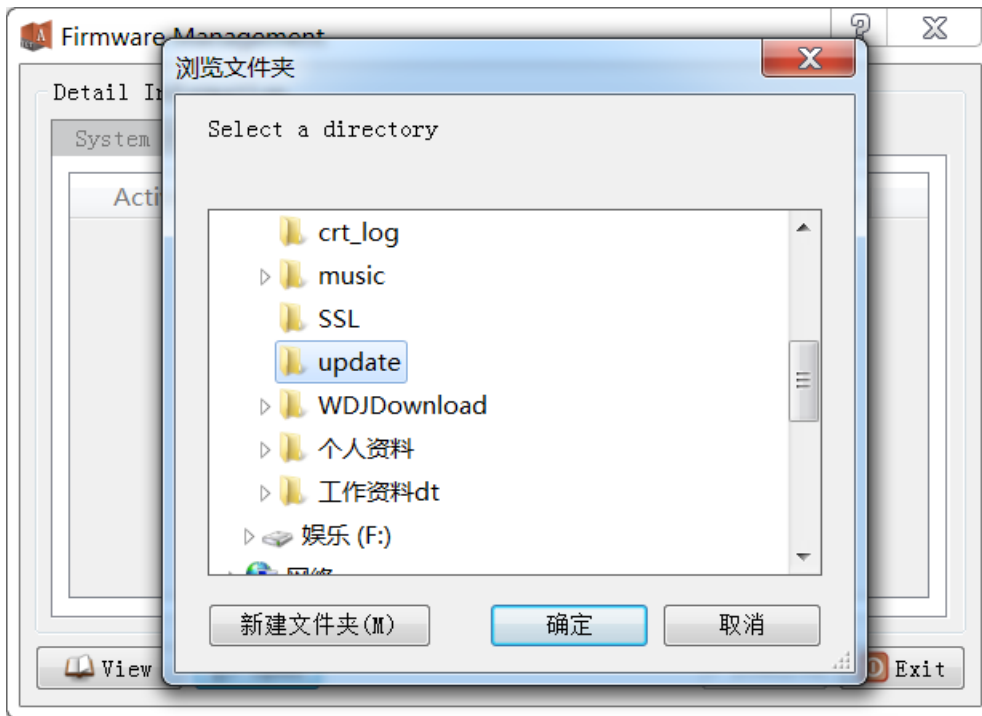 Firmware Management
浏览文件夹
Detail
System
Select a directory
crt_log
music
SSL
update
WDJDownload
个人资料
工作资料dt
娱乐 (F:)
网络
新建文件夹(M)
确定
取消
View
Exit